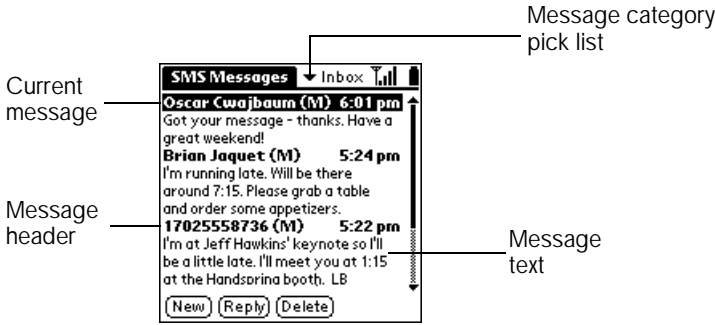 Message category
pick list
SMS Messages Inbox
Current
message
Oscar Cwajbaum (M) 6:01 pm
Got your message - thanks. Have a
great weekend!
Brian Jaquet (M) 5:24 pm
I'm running late. Will be there
around 7:15. Please grab a table
and order some appetizers.
Message
header
17025558736 (M) 5:22 pm
I'm at Jeff Hawkins' keynote so I'll
be a little late. I'll meet you at 1:15
at the Handspring booth. LB
Message
text
New Reply Delete